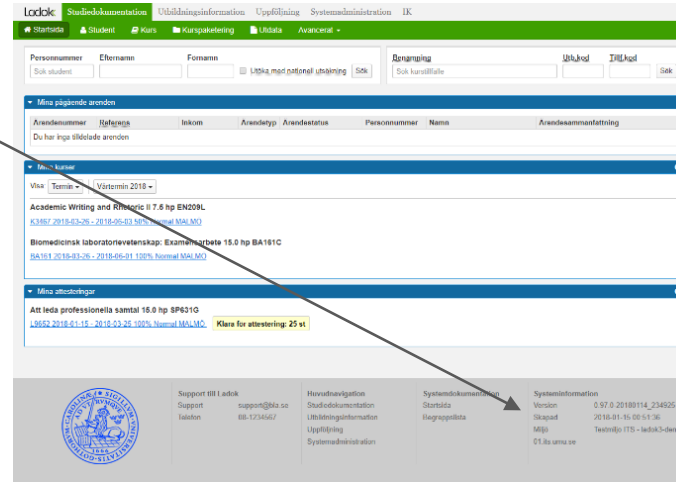 Ladok Studiedokumentation Utbildningsinformation Uppföljning Systemadministration IK
Startsida Student Kurs Kurspaketering Utdata Avancerat
Personnummer Efternamn Förnamn Benämning Utb.kod Tillf.kod
Sök student Utöka med nationell utsökning Sök Sök kurstillfälle Sök
Mina pågående ärenden
Ärendenummer Referens Inkom Ärendetyp Ärendestatus Personnummer Namn Ärendesammanfattning
Du har inga tilldelade ärenden
Mina kurser
Visa Termin Vårtermin 2018
Academic Writing and Rhetoric II 7.5 hp EN209L
K3467 2018-03-26 - 2018-06-03 50% Normal MALMÖ
Biomedicinsk laboratorievetenskap: Examensarbete 15.0 hp BA161C
BA161 2018-03-26 - 2018-06-01 100% Normal MALMÖ
Mina attesteringar
Att leda professionella samtal 15.0 hp SP631G
L9652 2018-01-15 - 2018-03-25 100% Normal MALMÖ Klara för attestering: 25 st
Support till Ladok Huvudnavigation Systemdokumentation Systeminformation
Support support@bla.se Studiedokumentation Startsida Version 0.97.0 20180114_234925
Telefon 08-1234567 Utbildningsinformation Begreppslista Skapad 2018-01-15 00:51:36
Uppföljning Miljö Testmiljö ITS - ladok3-dem
Systemadministration 01.its.umu.se